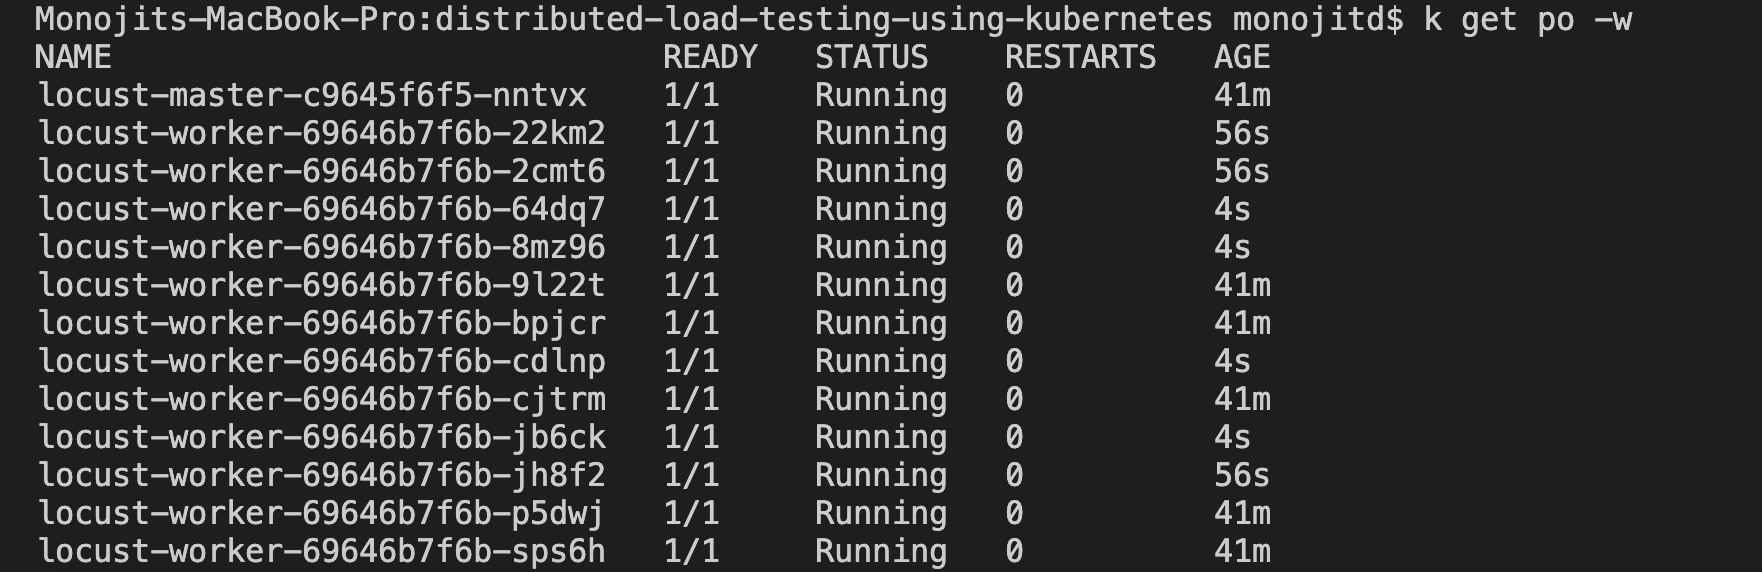 Monojits-MacBook-Pro:distributed-load-testing-using-kubernetes monojitd$ k get po -w
NAME READY STATUS RESTARTS AGE
locust-master-c9645f6f5-nntvx 1/1 Running 0 41m
locust-worker-69646b7f6b-22km2 1/1 Running 0 56s
locust-worker-69646b7f6b-2cmt6 1/1 Running 0 56s
locust-worker-69646b7f6b-64dq7 1/1 Running 0 4s
locust-worker-69646b7f6b-8mz96 1/1 Running 0 4s
locust-worker-69646b7f6b-9l22t 1/1 Running 0 41m
locust-worker-69646b7f6b-bpjcr 1/1 Running 0 41m
locust-worker-69646b7f6b-cdlnp 1/1 Running 0 4s
locust-worker-69646b7f6b-cjtrm 1/1 Running 0 41m
locust-worker-69646b7f6b-jb6ck 1/1 Running 0 4s
locust-worker-69646b7f6b-jh8f2 1/1 Running 0 56s
locust-worker-69646b7f6b-p5dwj 1/1 Running 0 41m
locust-worker-69646b7f6b-sps6h 1/1 Running 0 41m